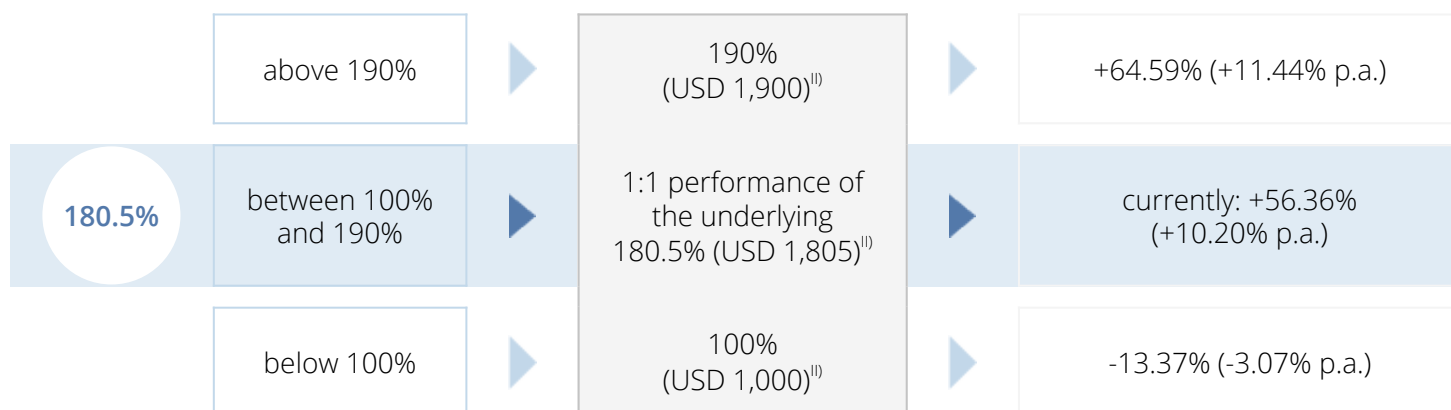 above 190%
190%
(USD 1,900)II)
+64.59% (+11.44% p.a.)
180.5%
between 100%
and 190%
1:1 performance of
the underlying
180.5% (USD 1,805)II)
currently: +56.36%
(+10.20% p.a.)
below 100%
100%
(USD 1,000)II)
-13.37% (-3.07% p.a.)